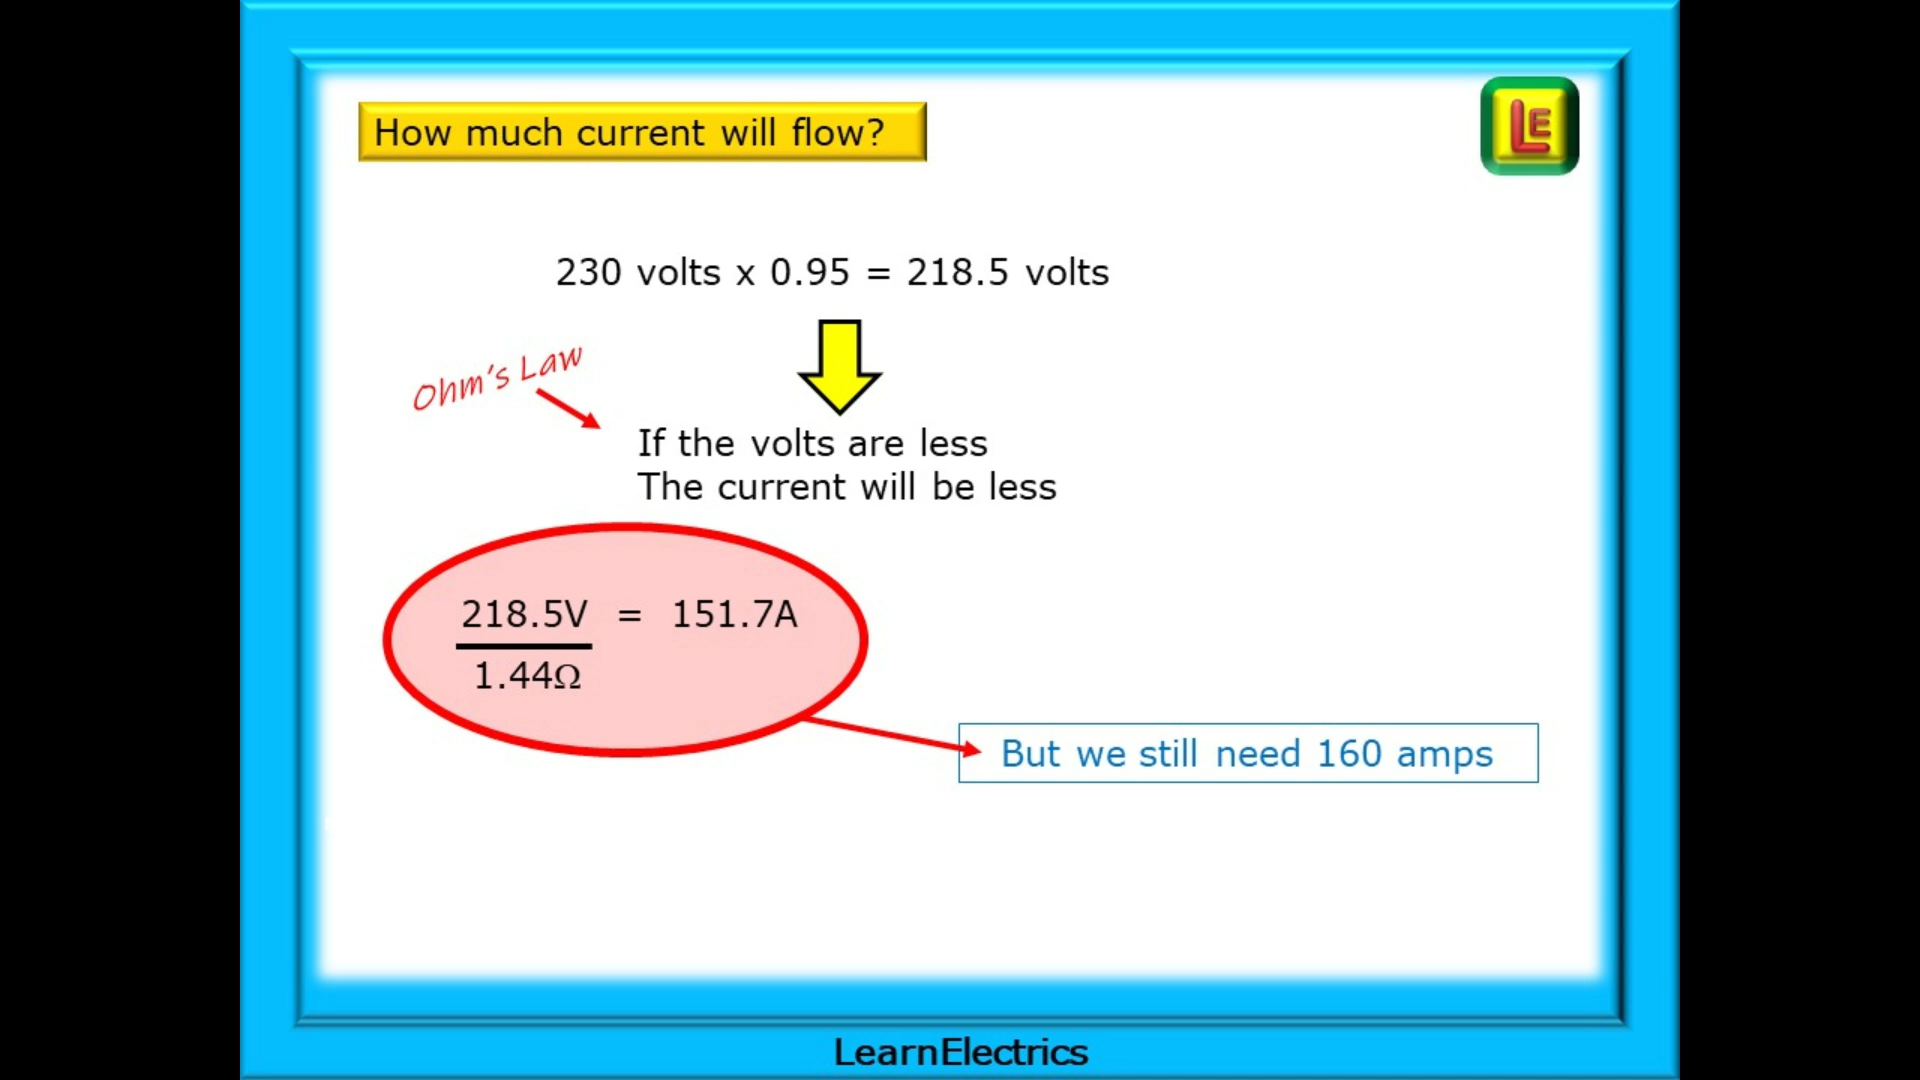 How much current will flow?
LE
230 volts x 0.95 = 218.5 volts
Ohm's Law
If the volts are less
The current will be less
218.5V = 151.7A
1.44Ω
But we still need 160 amps
LearnElectrics